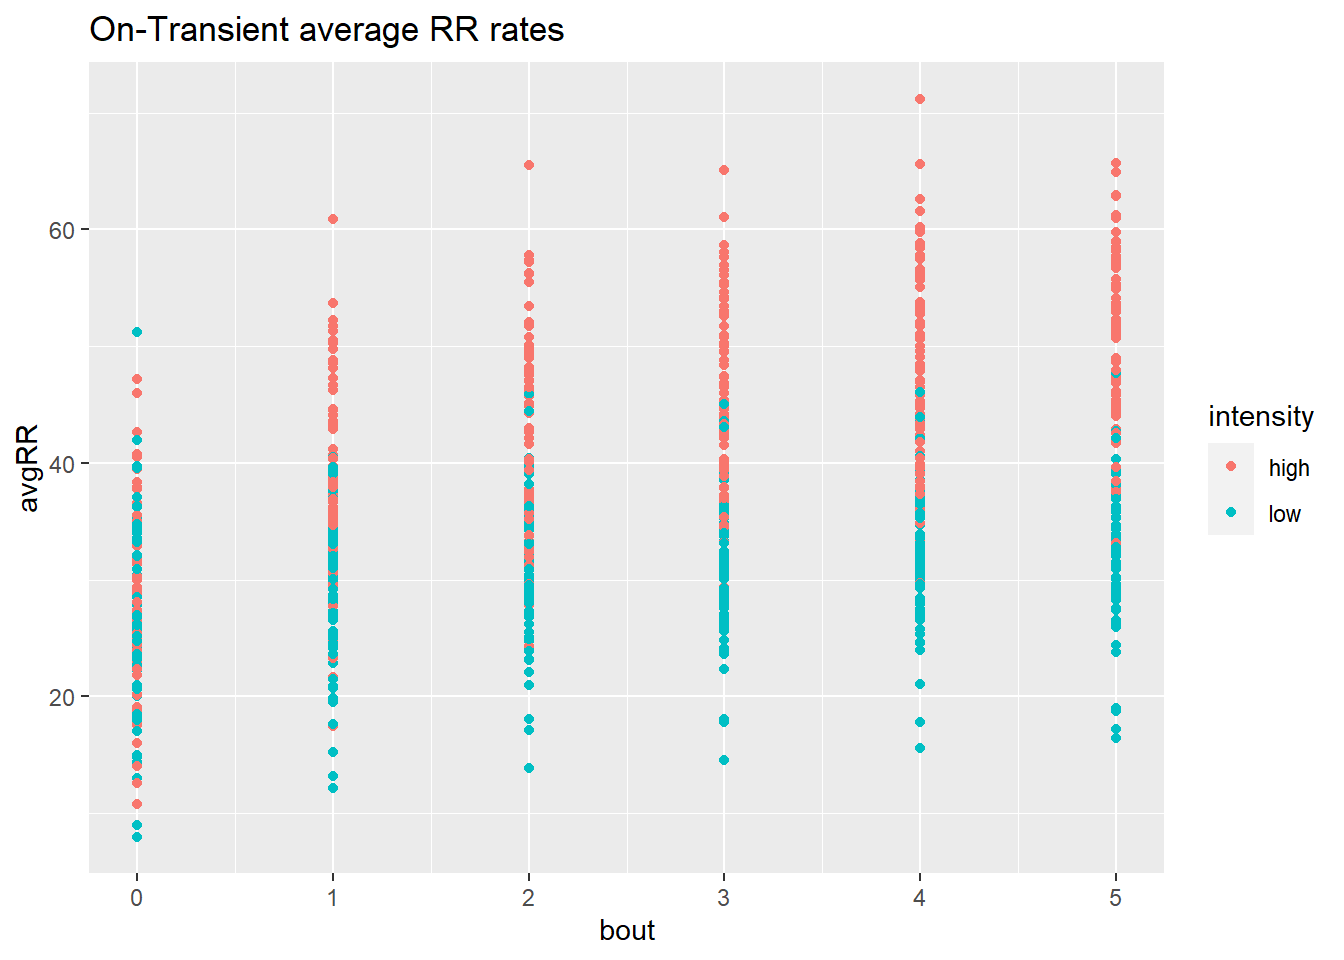 On-Transient average RR rates
avgRR
60
40
20
0 1 2 3 4 5
bout
intensity
high
low